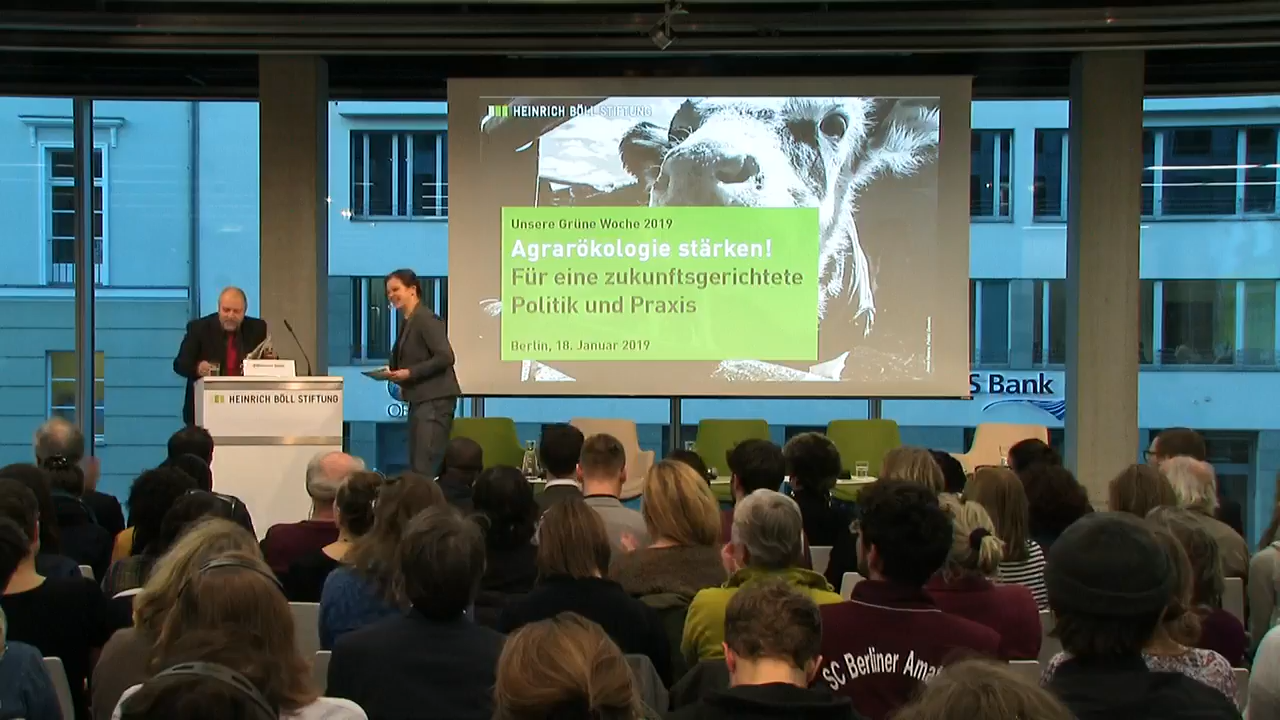 HEINRICH BÖLL STIFTUNG
Unsere Grüne Woche 2019
Agrarökologie stärken!
Für eine zukunftsgerichtete
Politik und Praxis
Berlin, 18. Januar 2019
S Bank
HEINRICH BÖLL STIFTUNG
SC Berliner Amat